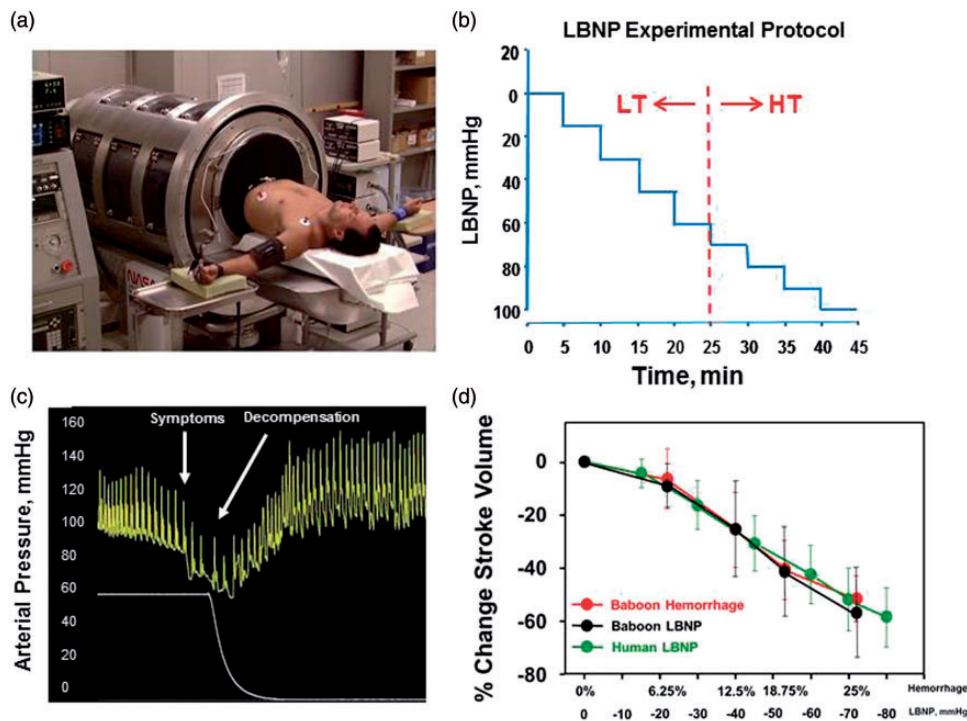 (a)
NASA
(b)
LBNP Experimental Protocol
LT HT
LBNP, mmHg
20
0
20
40
60
80
100
0 5 10 15 20 25 30 35 40 45
Time, min
(c)
Symptoms
Decompensation
Arterial Pressure, mmHg
160
140
120
100
80
60
40
20
0
(d)
% Change Stroke Volume
0
-20
-40
-60
-80
Baboon Hemorrhage
Baboon LBNP
Human LBNP
0% 6.25% 12.5% 18.75% 25% Hemorrhage
0 -10 -20 -30 -40 -50 -60 -70 -80 LBNP, mmHg